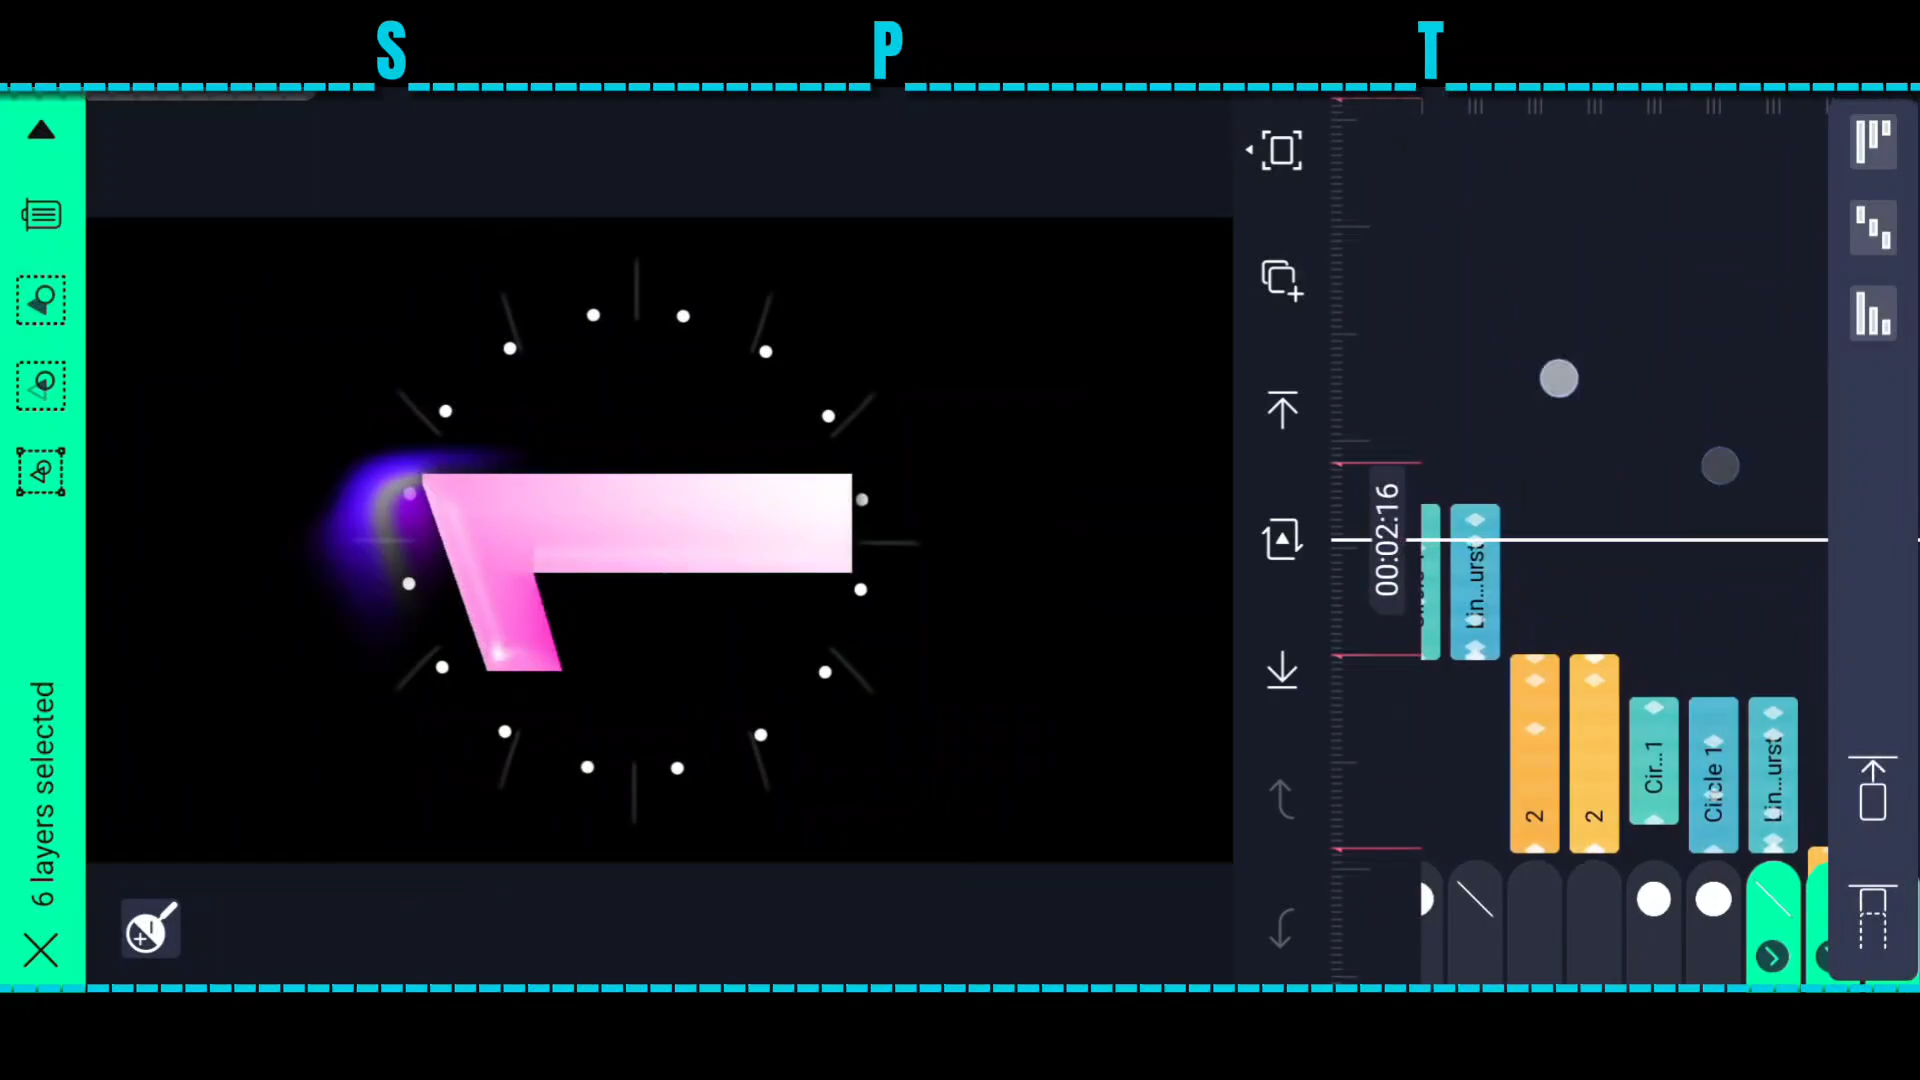 S P T
6 layers selected
00:02:16
Lin...urst
2
2
Cir...1
Circle 1
Lin...urst